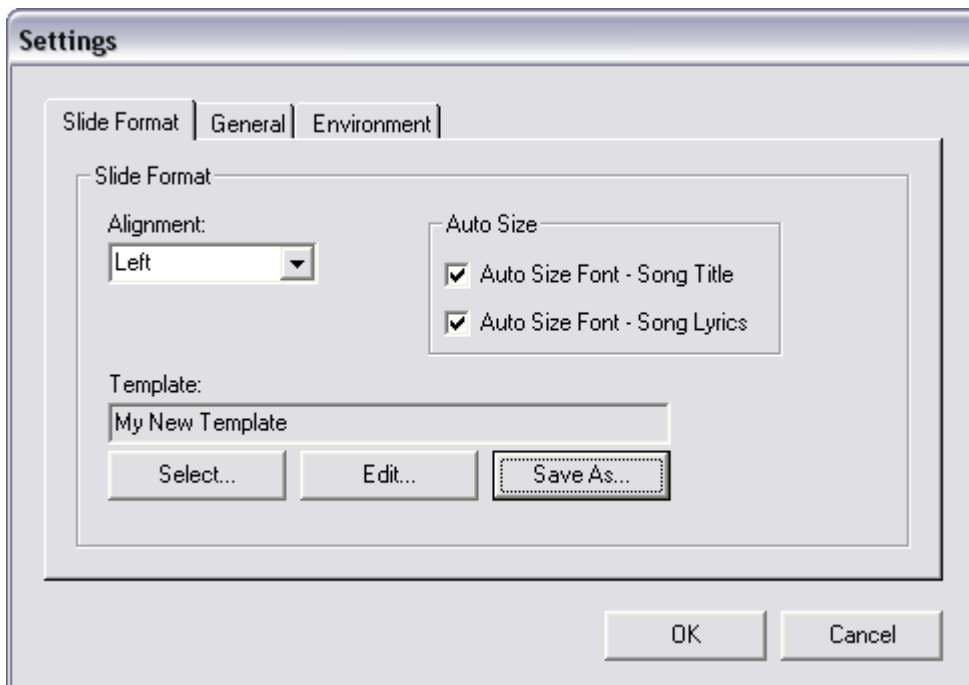 Settings
Slide Format General Environment
Slide Format
Alignment:
Left
Auto Size
Auto Size Font - Song Title
Auto Size Font - Song Lyrics
Template:
My New Template
Select... Edit... Save As...
OK Cancel